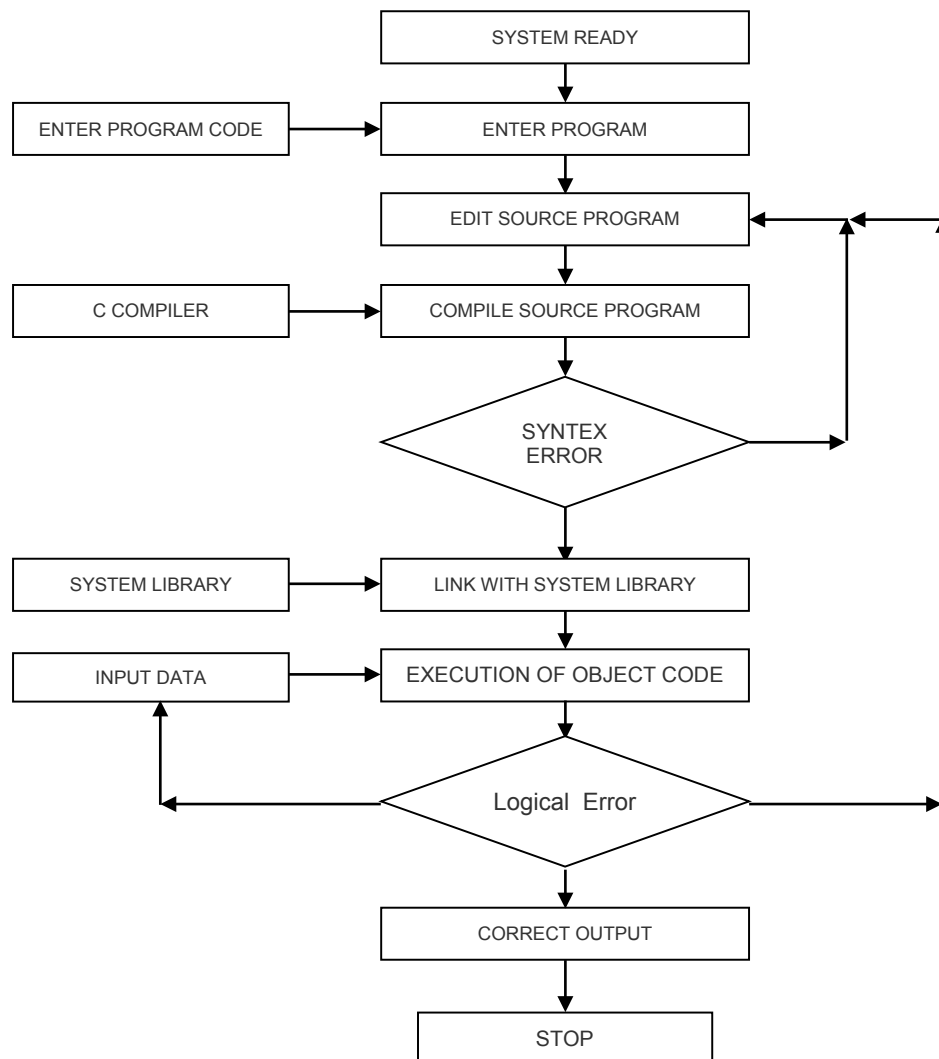 SYSTEM READY
ENTER PROGRAM CODE
ENTER PROGRAM
EDIT SOURCE PROGRAM
C COMPILER
COMPILE SOURCE PROGRAM
SYNTEX
ERROR
SYSTEM LIBRARY
LINK WITH SYSTEM LIBRARY
INPUT DATA
EXECUTION OF OBJECT CODE
Logical Error
CORRECT OUTPUT
STOP